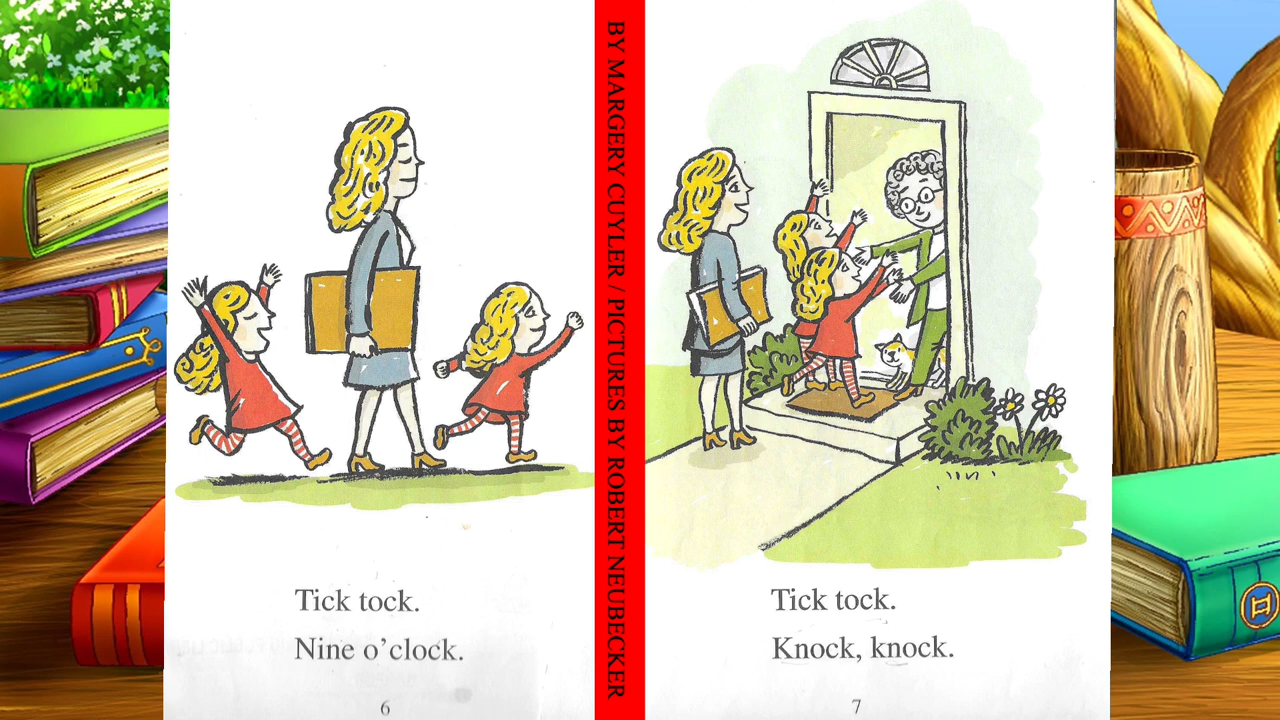 Tick tock.
Nine o'clock.
6
BY MARGERY CUYLER / PICTURES BY ROBERT NEUBECKER
Tick tock.
Knock, knock.
7